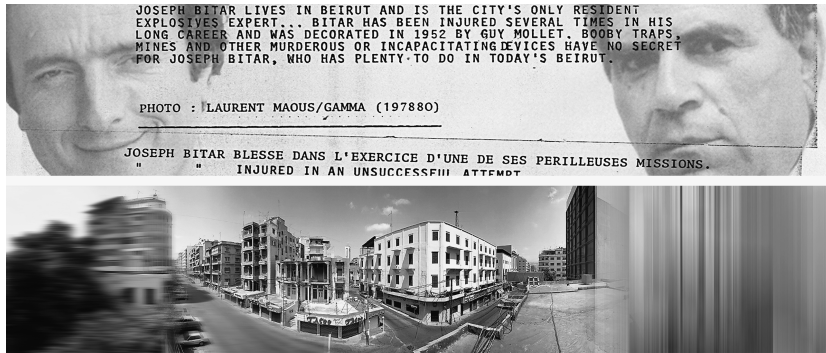 JOSEPH BITAR LIVES IN BEIRUT AND IS THE CITY'S ONLY RESIDENT
EXPLOSIVES EXPERT... BITAR HAS BEEN INJURED SEVERAL TIMES IN HIS
LONG CAREER AND WAS DECORATED IN 1952 BY GUY MOLLET. BOOBY TRAPS,
MINES AND OTHER MURDEROUS OR INCAPACITATING DEVICES HAVE NO SECRET
FOR JOSEPH BITAR, WHO HAS PLENTY TO DO IN TODAY'S BEIRUT.
PHOTO : LAURENT MAOUS/GAMMA (197880)
JOSEPH BITAR BLESSE DANS L'EXERCICE D'UNE DE SES PERILLEUSES MISSIONS.
" " INJURED IN AN UNSUCCESSFUL ATTEMPT